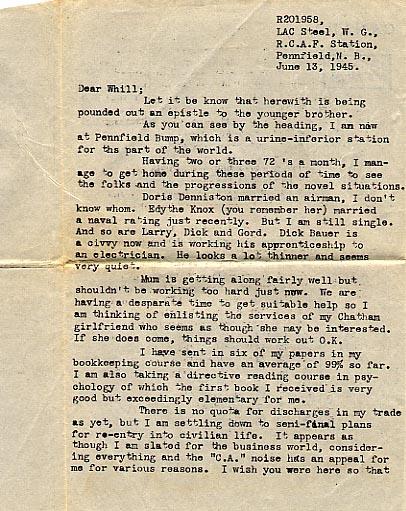 R201958,
LAC Steel, W. G.,
R.C.A.F. Station,
Pennfield,N. B.,
June 13, 1945.
Dear Whill;
Let it be know that herewith is being
pounded out an epistle to the younger brother.
As you can see by the heading, I am now
at Pennfield Bump, which is a urine-inferior station
for ths part of the world.
Having two or three 72 's a month, I man-
age to get home during these periods of time to see
the folks and the progressions of the novel situations.
Doris Denniston married an airman, I don't
know whom. Edythe Knox (you remember her) married
a naval rating just recently. But I am still single.
And so are Larry, Dick and Gord. Dick Bauer is
a civvy now and is working his apprenticeship to
an electrician. He looks a lot thinner and seems
very quiet.
Mum is getting along fairly well but
shouldn't be working too hard just now. We are
having a desparate time to get suitable help so I
am thinking of enlisting the services of my Chatham
girlfriend who seems as though she may be interested.
If she does come, things should work out O.K.
I have sent in six of my papers in my
bookkeeping course and have an average of 99% so far.
I am also taking a directive reading course in psy-
chology of which the first book I received is very
good but exceedingly elementary for me.
There is no quota for discharges in my trade
as yet, but I am settling down to semi-final plans
for re-entry into civilian life. It appears as
though I am slated for the business world, consider-
ing everything and the "C.A." noise has an appeal for
me for various reasons. I wish you were here so that